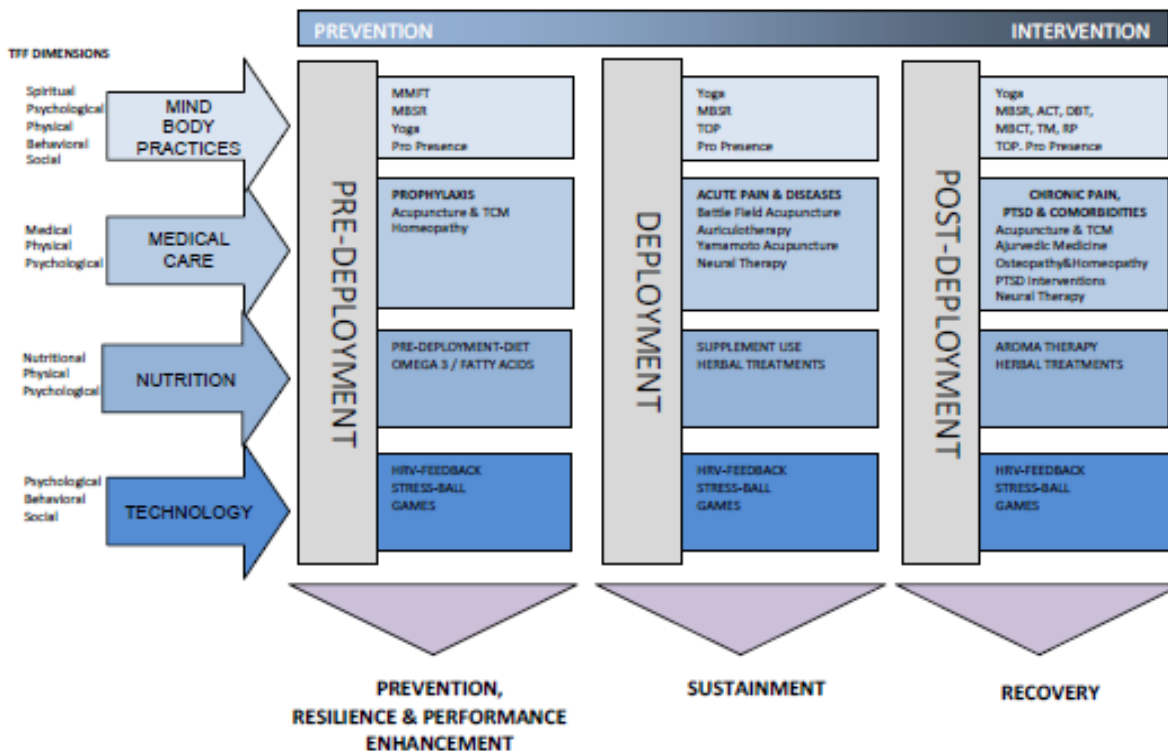 PREVENTION
INTERVENTION
TFF DIMENSIONS
Spiritual
Psychological
Physical
Behavioral
Social
MIND
BODY
PRACTICES
Medical
Physical
Psychological
MEDICAL
CARE
Nutritional
Physical
Psychological
NUTRITION
Psychological
Behavioral
Social
TECHNOLOGY
PRE-DEPLOYMENT
MMFT
MBSR
Yoga
Pro Presence
PROPHYLAXIS
Acupuncture & TCM
Homeopathy
PRE-DEPLOYMENT-DIET
OMEGA 3 / FATTY ACIDS
HRV-FEEDBACK
STRESS-BALL
GAMES
DEPLOYMENT
Yoga
MBSR
TOP
Pro Presence
ACUTE PAIN & DISEASES
Battle Field Acupuncture
Auriculotherapy
Yamamoto Acupuncture
Neural Therapy
SUPPLEMENT USE
HERBAL TREATMENTS
HRV-FEEDBACK
STRESS-BALL
GAMES
POST-DEPLOYMENT
Yoga
MBSR, ACT, DBT,
MBCT, TM, RP
TOP. Pro Presence
CHRONIC PAIN,
PTSD & COMORBIDITIES
Acupuncture & TCM
Ajurvedic Medicine
Osteopathy&Homeopathy
PTSD Interventions
Neural Therapy
AROMA THERAPY
HERBAL TREATMENTS
HRV-FEEDBACK
STRESS-BALL
GAMES
PREVENTION,
RESILIENCE & PERFORMANCE
ENHANCEMENT
SUSTAINMENT
RECOVERY